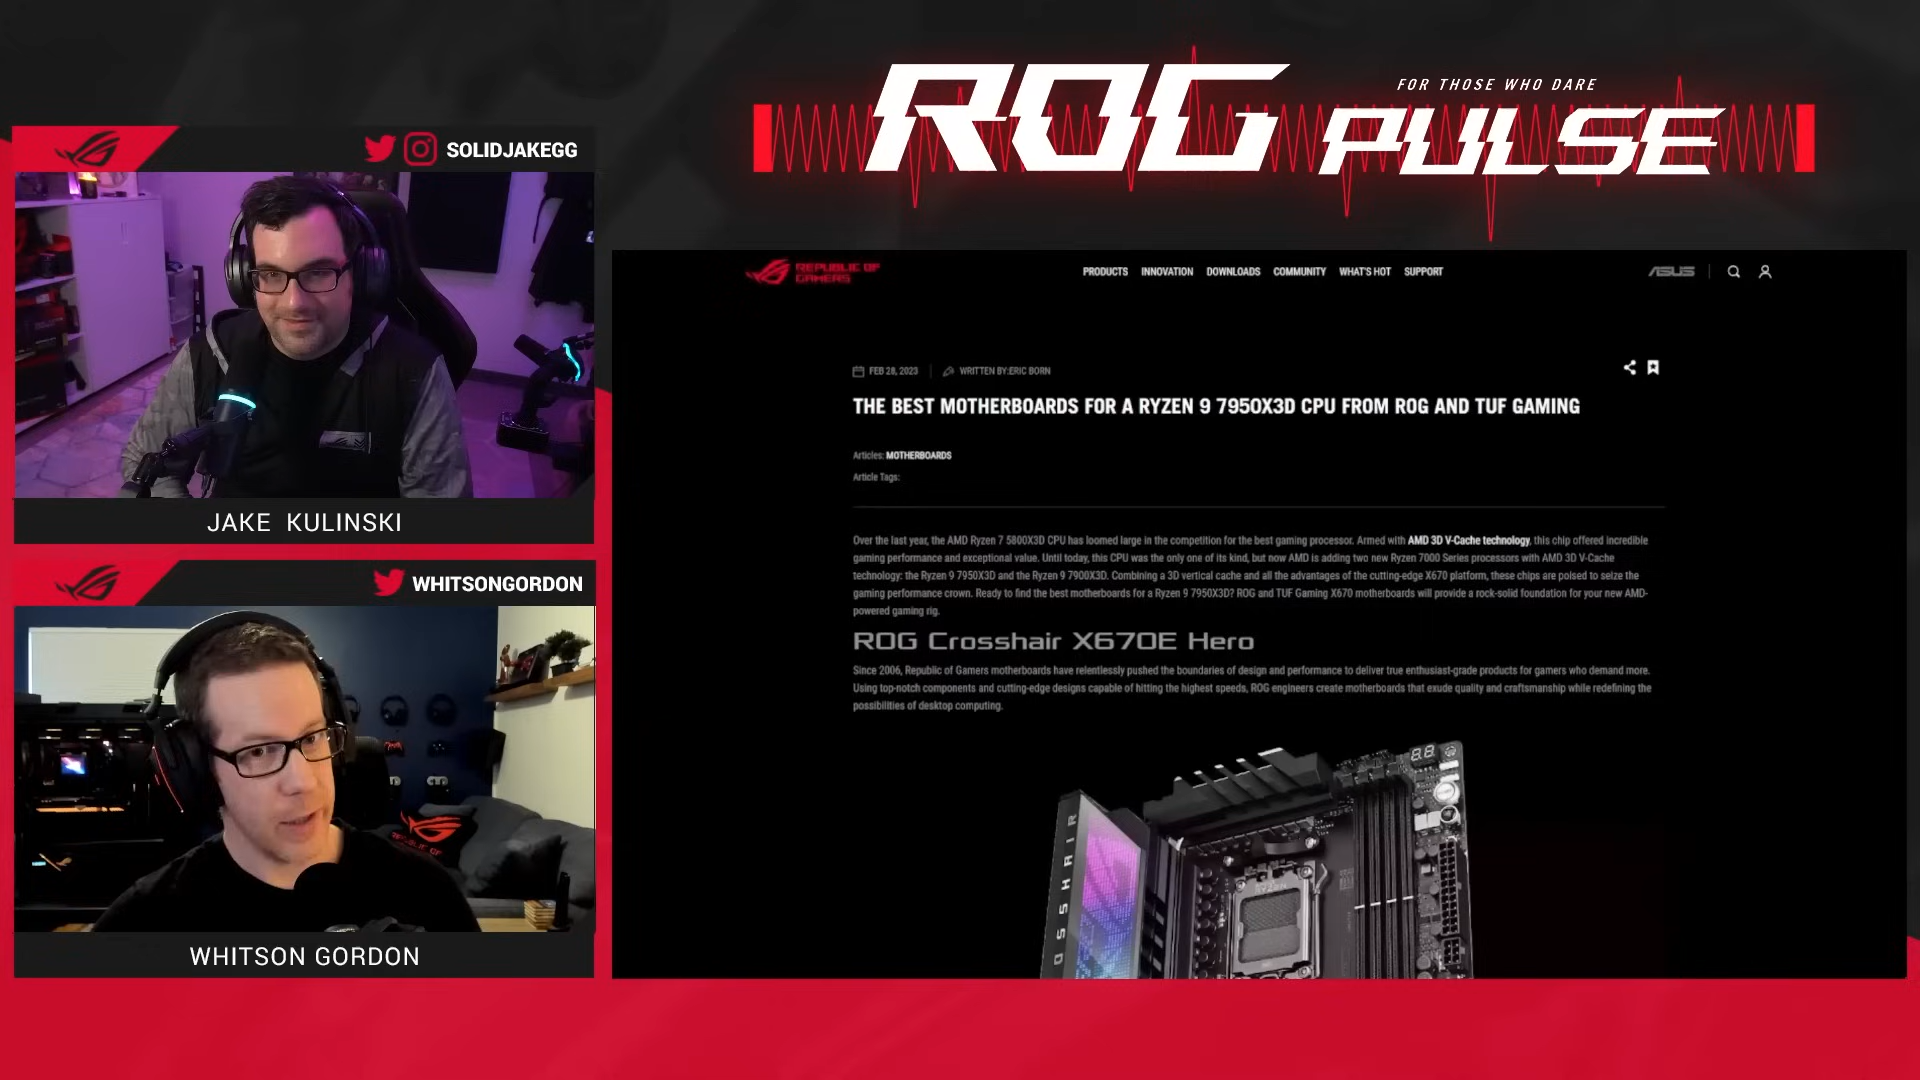 ROG
FOR THOSE WHO DARE
PULSE
SOLIDJAKEGG
JAKE KULINSKI
WHITSONGORDON
WHITSON GORDON
REPUBLIC OF
GAMERS
PRODUCTS INNOVATION DOWNLOADS COMMUNITY WHAT'S HOT SUPPORT
ASUS
FEB 28, 2023 WRITTEN BY:ERIC BORN
THE BEST MOTHERBOARDS FOR A RYZEN 9 7950X3D CPU FROM ROG AND TUF GAMING
Articles: MOTHERBOARDS
Article Tags:
Over the last year, the AMD Ryzen 7 5800X3D CPU has loomed large in the competition for the best gaming processor. Armed with AMD 3D V-Cache technology, this chip offered incredible
gaming performance and exceptional value. Until today, this CPU was the only one of its kind, but now AMD is adding two new Ryzen 7000 Series processors with AMD 3D V-Cache
technology: the Ryzen 9 7950X3D and the Ryzen 9 7900X3D. Combining a 3D vertical cache and all the advantages of the cutting-edge X670 platform, these chips are poised to seize the
gaming performance crown. Ready to find the best motherboards for a Ryzen 9 7950X3D? ROG and TUF Gaming X670 motherboards will provide a rock-solid foundation for your new AMD-
powered gaming rig.
ROG Crosshair X670E Hero
Since 2006, Republic of Gamers motherboards have relentlessly pushed the boundaries of design and performance to deliver true enthusiast-grade products for gamers who demand more.
Using top-notch components and cutting-edge designs capable of hitting the highest speeds, ROG engineers create motherboards that exude quality and craftsmanship while redefining the
possibilities of desktop computing.
OSSHAIR
RYZEN
88
REPUBLIC OF